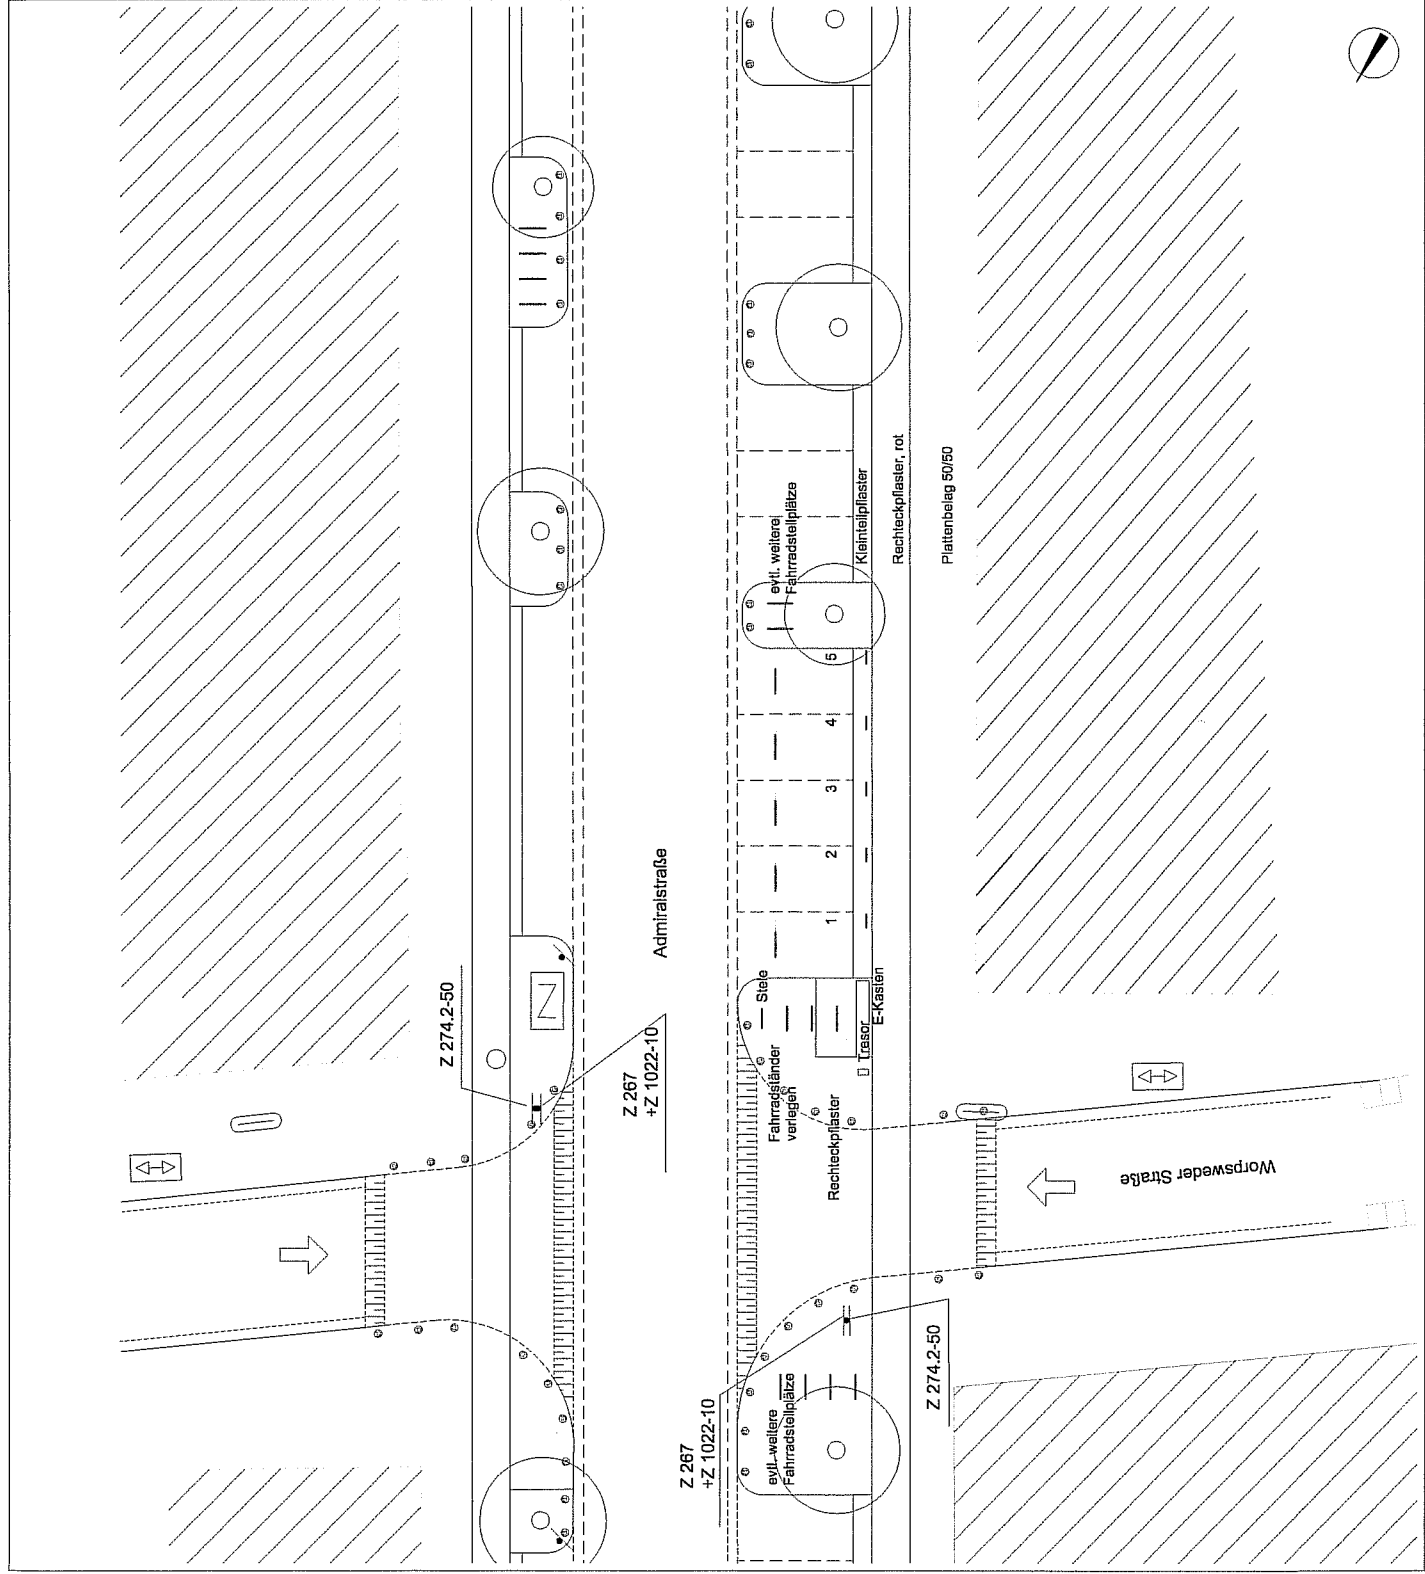 Z 274.2-50
Z 267
+Z 1022-10
Admiralstraße
evtl. weitere
Fahrradstellplätze
Kleinteilpflaster
Rechteckpflaster, rot
Plattenbelag 50/50
5
4
3
2
1
Stele
Tresor
E-Kasten
Fahrradständer
verlegen
Rechteckpflaster
Worpsweder Straße
Z 267
+Z 1022-10
evtl. weitere
Fahrradstellplätze
Z 274.2-50